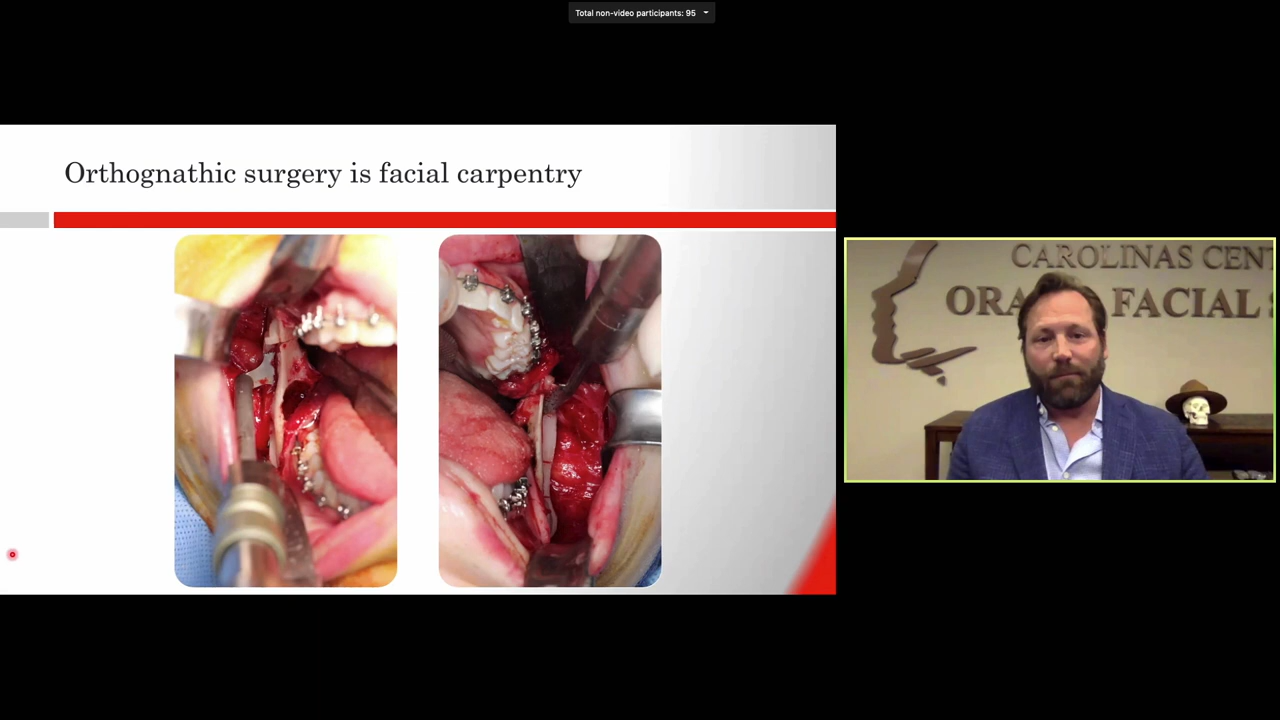 Total non-video participants: 95
Orthognathic surgery is facial carpentry
CAROLINAS CENT
ORA FACIAL S